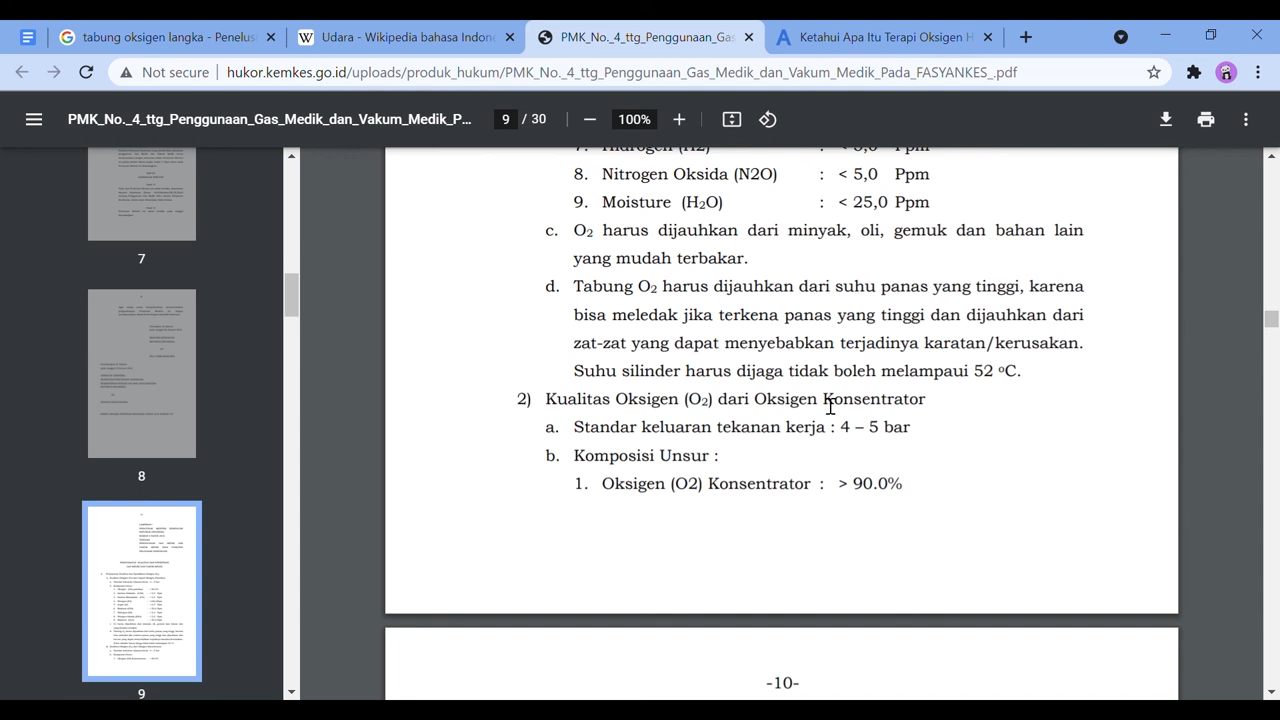 tabung oksigen langka - Penelus
Udara - Wikipedia bahasa Indone
PMK_No._4_ttg_Penggunaan_Gas_
Ketahui Apa Itu Terapi Oksigen H
Not secure
hukor.kemkes.go.id/uploads/produk_hukum/PMK_No._4_ttg_Penggunaan_Gas_Medik_dan_Vakum_Medik_Pada_FASYANKES_.pdf
PMK_No._4_ttg_Penggunaan_Gas_Medik_dan_Vakum_Medik_P...
9 / 30
100%
7
8
9
8. Nitrogen Oksida (N2O) : < 5,0 Ppm
9. Moisture (H₂O) : < 25,0 Ppm
c. O₂ harus dijauhkan dari minyak, oli, gemuk dan bahan lain
yang mudah terbakar.
d. Tabung O₂ harus dijauhkan dari suhu panas yang tinggi, karena
bisa meledak jika terkena panas yang tinggi dan dijauhkan dari
zat-zat yang dapat menyebabkan terjadinya karatan/kerusakan.
Suhu silinder harus dijaga tidak boleh melampaui 52 ºC.
2) Kualitas Oksigen (O₂) dari Oksigen Konsentrator
a. Standar keluaran tekanan kerja : 4 – 5 bar
b. Komposisi Unsur :
1. Oksigen (O2) Konsentrator : > 90.0%
-10-